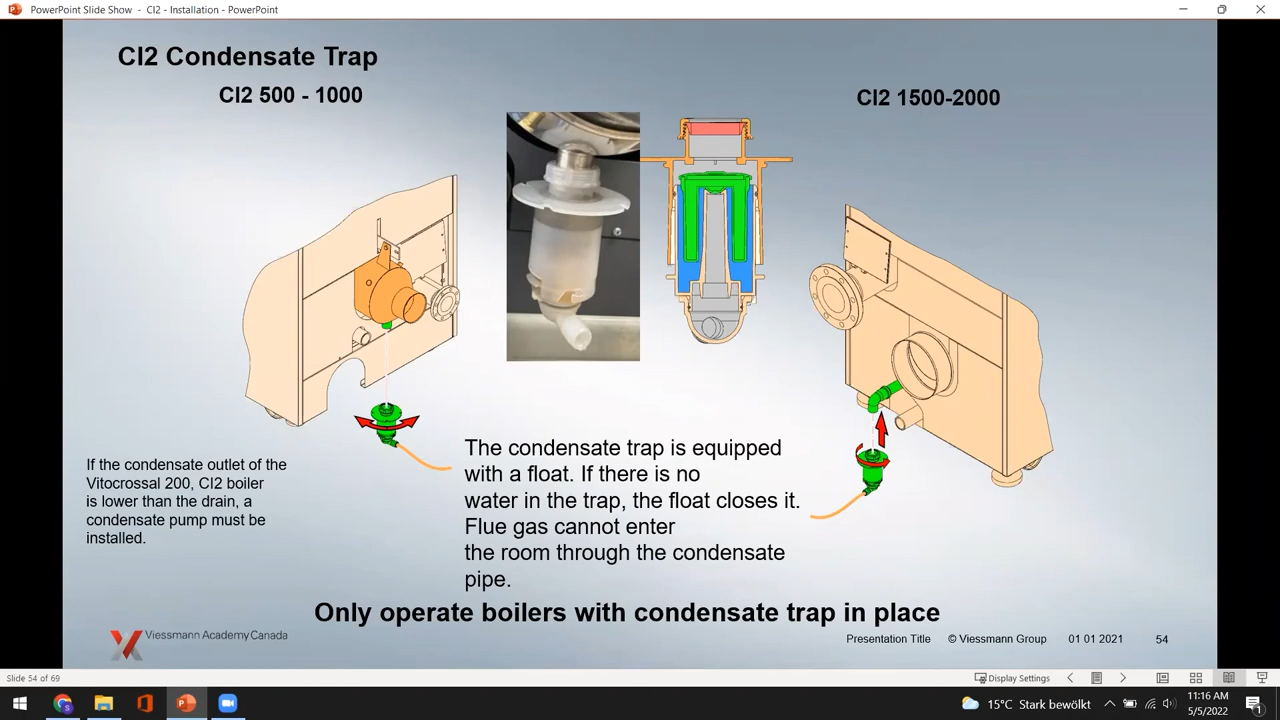 PowerPoint Slide Show - CI2 - Installation - PowerPoint
CI2 Condensate Trap
CI2 500 - 1000
CI2 1500-2000
If the condensate outlet of the
Vitocrossal 200, CI2 boiler
is lower than the drain, a
condensate pump must be
installed.
The condensate trap is equipped
with a float. If there is no
water in the trap, the float closes it.
Flue gas cannot enter
the room through the condensate
pipe.
Only operate boilers with condensate trap in place
Viessmann Academy Canada
Presentation Title © Viessmann Group 01 01 2021 54
Slide 54 of 69
Display Settings
15°C Stark bewölkt
11:16 AM
5/5/2022
1